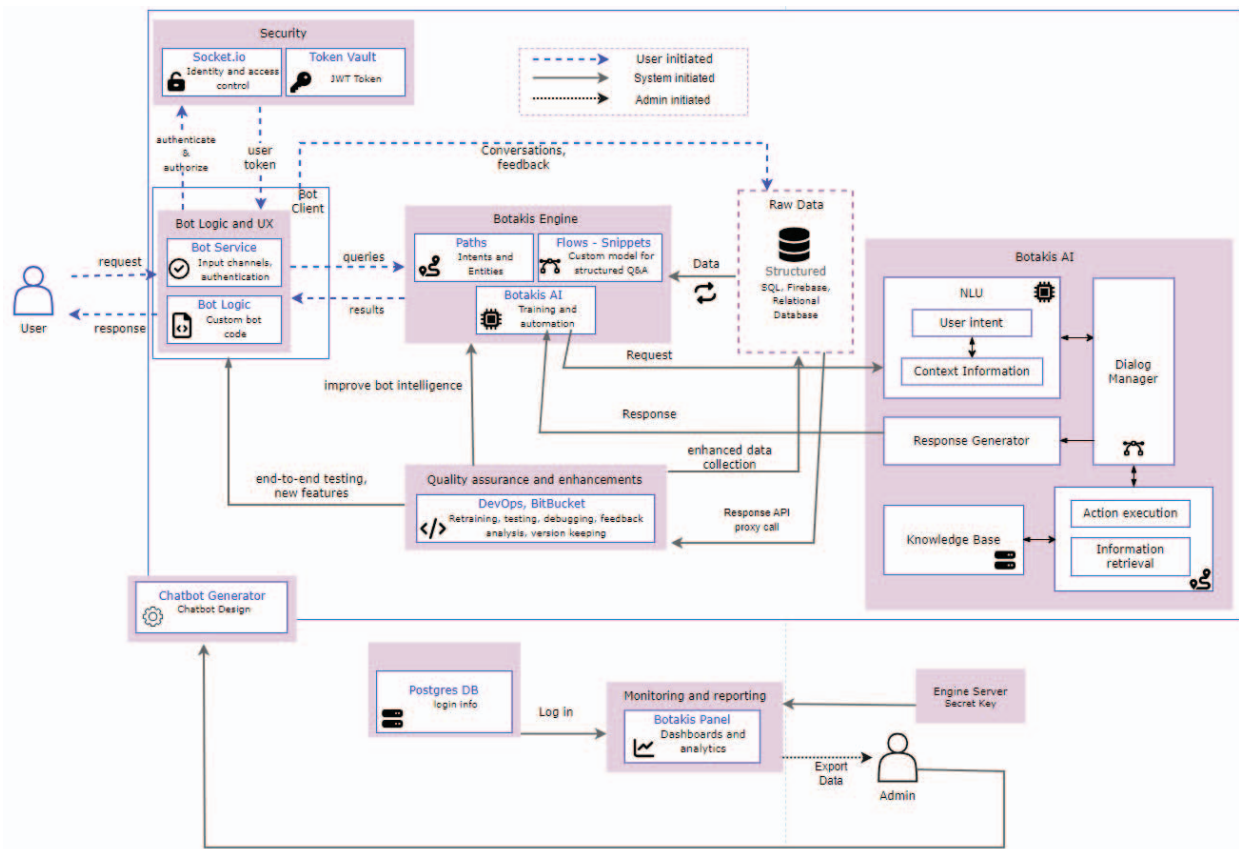 Security
Socket.io
Identity and access
control
Token Vault
JWT Token
User initiated
System initiated
Admin initiated
authenticate
&
authorize
user
token
Conversations,
feedback
Bot
Client
Bot Logic and UX
Bot Service
Input channels,
authentication
Bot Logic
Custom bot
code
request
response
User
queries
results
Botakis Engine
Paths
Intents and
Entities
Flows - Snippets
Custom model for
structured Q&A
Botakis AI
Training and
automation
Data
Raw Data
Structured
SQL, Firebase,
Relational
Database
Botakis AI
NLU
User intent
Context Information
Dialog
Manager
Response Generator
Action execution
Information
retrieval
Knowledge Base
Request
Response
improve bot intelligence
enhanced data
collection
end-to-end testing,
new features
Quality assurance and enhancements
DevOps, BitBucket
Retraining, testing, debugging, feedback
analysis, version keeping
Response API
proxy call
Chatbot Generator
Chatbot Design
Postgres DB
login info
Log in
Monitoring and reporting
Botakis Panel
Dashboards and
analytics
Engine Server
Secret Key
Export
Data
Admin